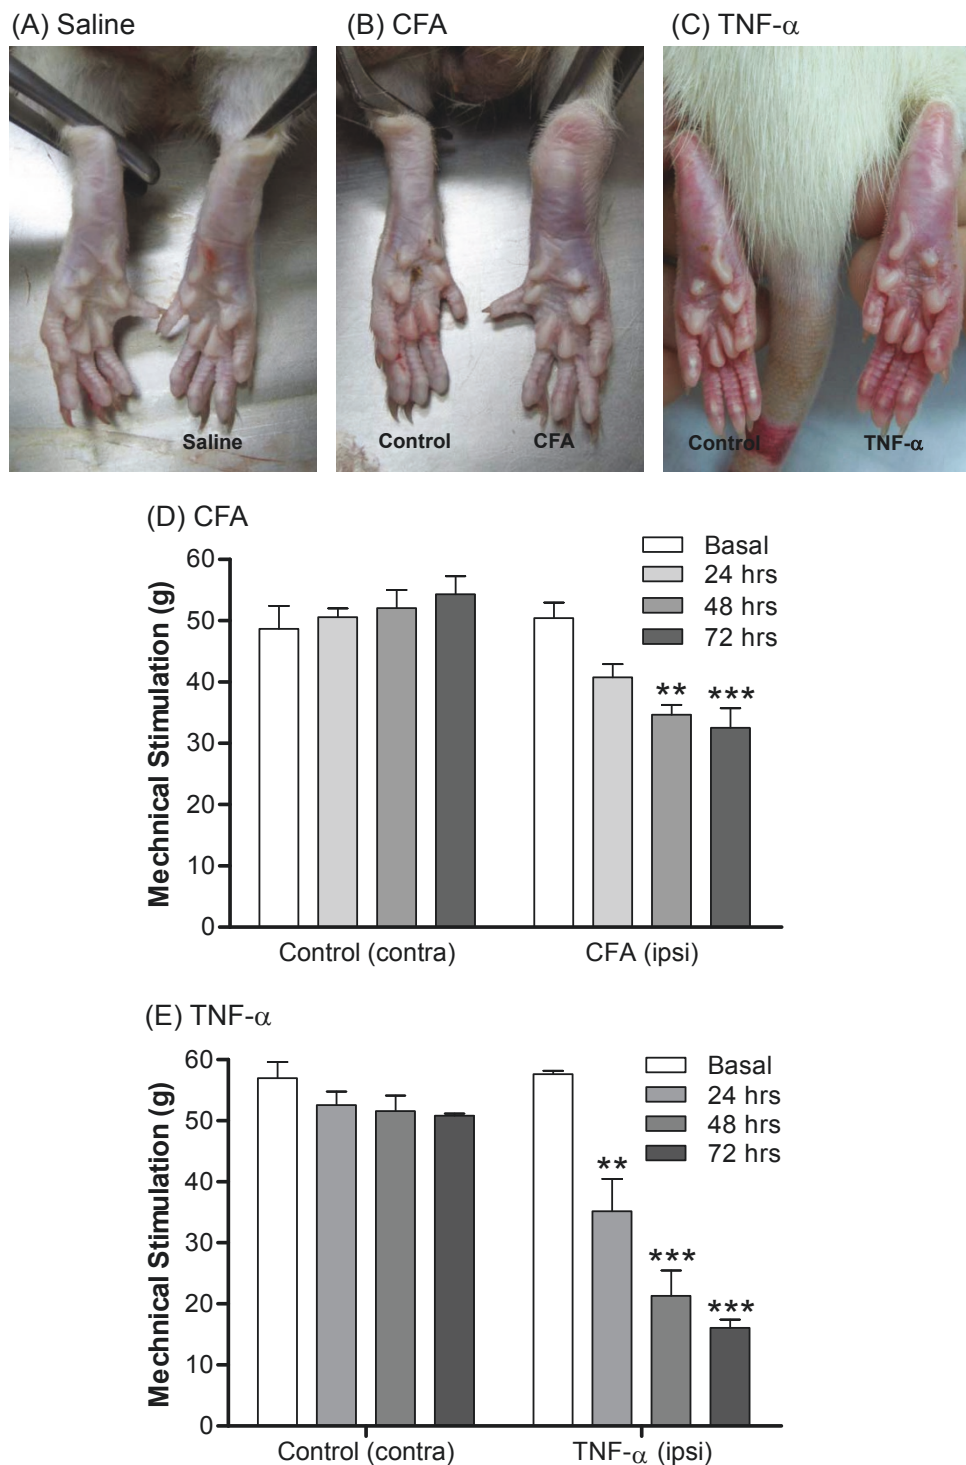 (A) Saline
(B) CFA
(C) TNF-α
Saline
Control
CFA
Control
TNF-α
(D) CFA
Mechnical Stimulation (g)
60
50
40
30
20
10
0
Basal
24 hrs
48 hrs
72 hrs
**
***
Control (contra)
CFA (ipsi)
(E) TNF-α
Mechnical Stimulation (g)
60
50
40
30
20
10
0
Basal
24 hrs
48 hrs
72 hrs
**
***
***
Control (contra)
TNF-α (ipsi)